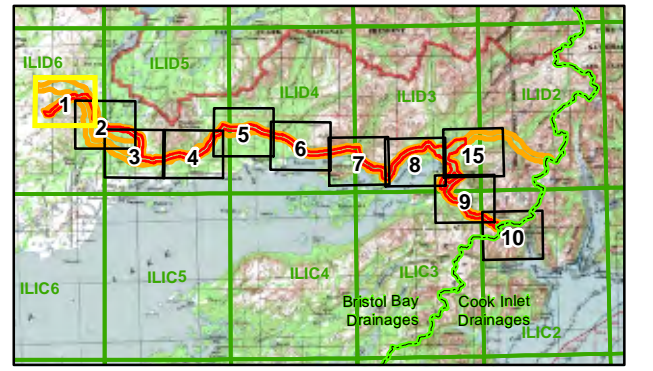 ILID6
ILID5
ILID4
ILID3
ILID2
1
2
3
4
5
6
7
8
15
9
10
ILIC6
ILIC5
ILIC4
ILIC3
ILIC2
Bristol Bay
Drainages
Cook Inlet
Drainages